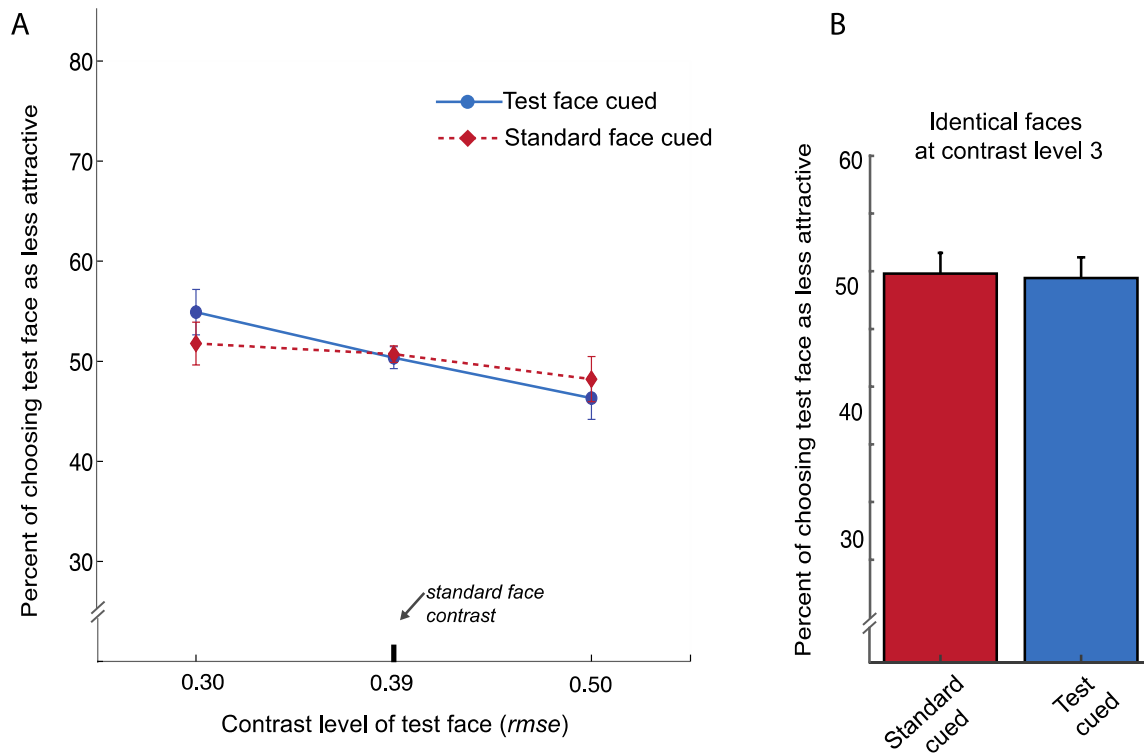 A
Percent of choosing test face as less attractive
80
70
60
50
40
30
Test face cued
Standard face cued
standard face
contrast
0.30
0.39
0.50
Contrast level of test face (rmse)
B
Identical faces
at contrast level 3
Percent of choosing test face as less attractive
60
50
40
30
Standard
cued
Test
cued